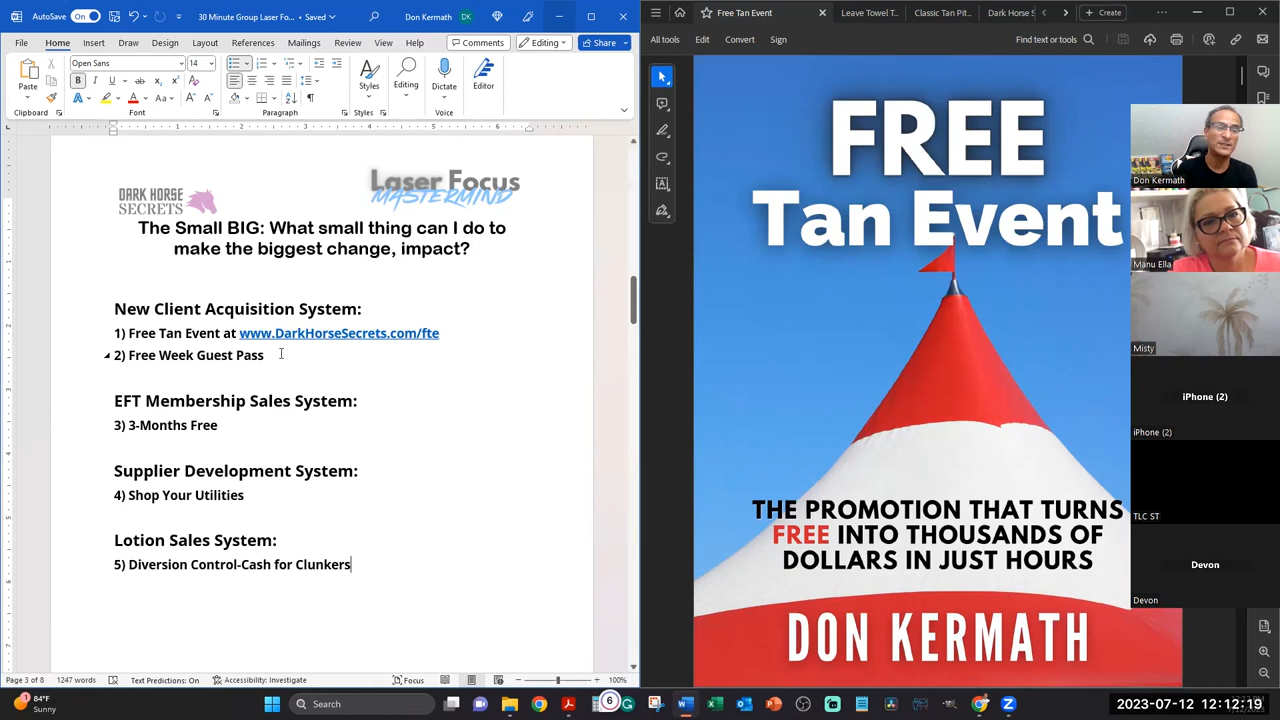 AutoSave On
30 Minute Group Laser Fo... • Saved
Don Kermath DK
File Home Insert Draw Design Layout References Mailings Review View Help
Comments Editing Share
Open Sans 14
Paste
Styles
Editing
Dictate
Editor
Clipboard Font Paragraph Styles Voice
DARK HORSE
SECRETS
Laser Focus
MASTERMIND
The Small BIG: What small thing can I do to
make the biggest change, impact?
New Client Acquisition System:
1) Free Tan Event at www.DarkHorseSecrets.com/fte
2) Free Week Guest Pass
EFT Membership Sales System:
3) 3-Months Free
Supplier Development System:
4) Shop Your Utilities
Lotion Sales System:
5) Diversion Control-Cash for Clunkers
Page 3 of 8 1247 words Text Predictions: On Accessibility: Investigate Focus 100%
Free Tan Event
Leave Towel T...
Classic Tan Pit...
Dark Horse S
Create
All tools Edit Convert Sign
Find text or tools
FREE
Tan Event
THE PROMOTION THAT TURNS
FREE INTO THOUSANDS OF
DOLLARS IN JUST HOURS
DON KERMATH
Don Kermath
Manu Ella
Misty
iPhone (2)
iPhone (2)
TLC ST
Devon
Devon
84°F
Sunny
Search
6
2023-07-12 12:12:19